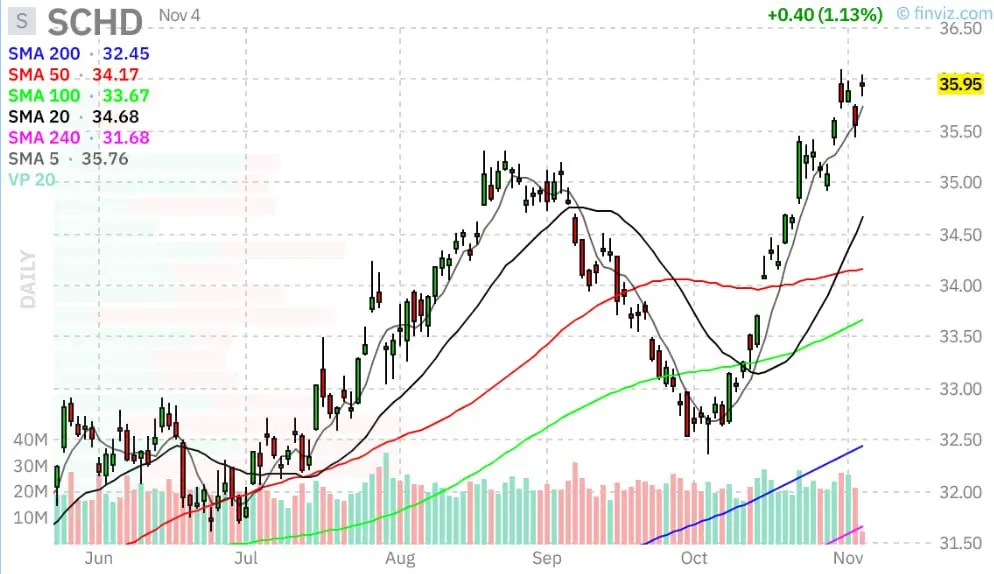 S SCHD Nov 4 +0.40 (1.13%) © finviz.com
SMA 200 · 32.45
SMA 50 · 34.17
SMA 100 · 33.67
SMA 20 · 34.68
SMA 240 · 31.68
SMA 5 · 35.76
VP 20
DAILY
36.50
35.95
35.50
35.00
34.50
34.00
33.50
33.00
32.50
32.00
31.50
40M
30M
20M
10M
Jun Jul Aug Sep Oct Nov